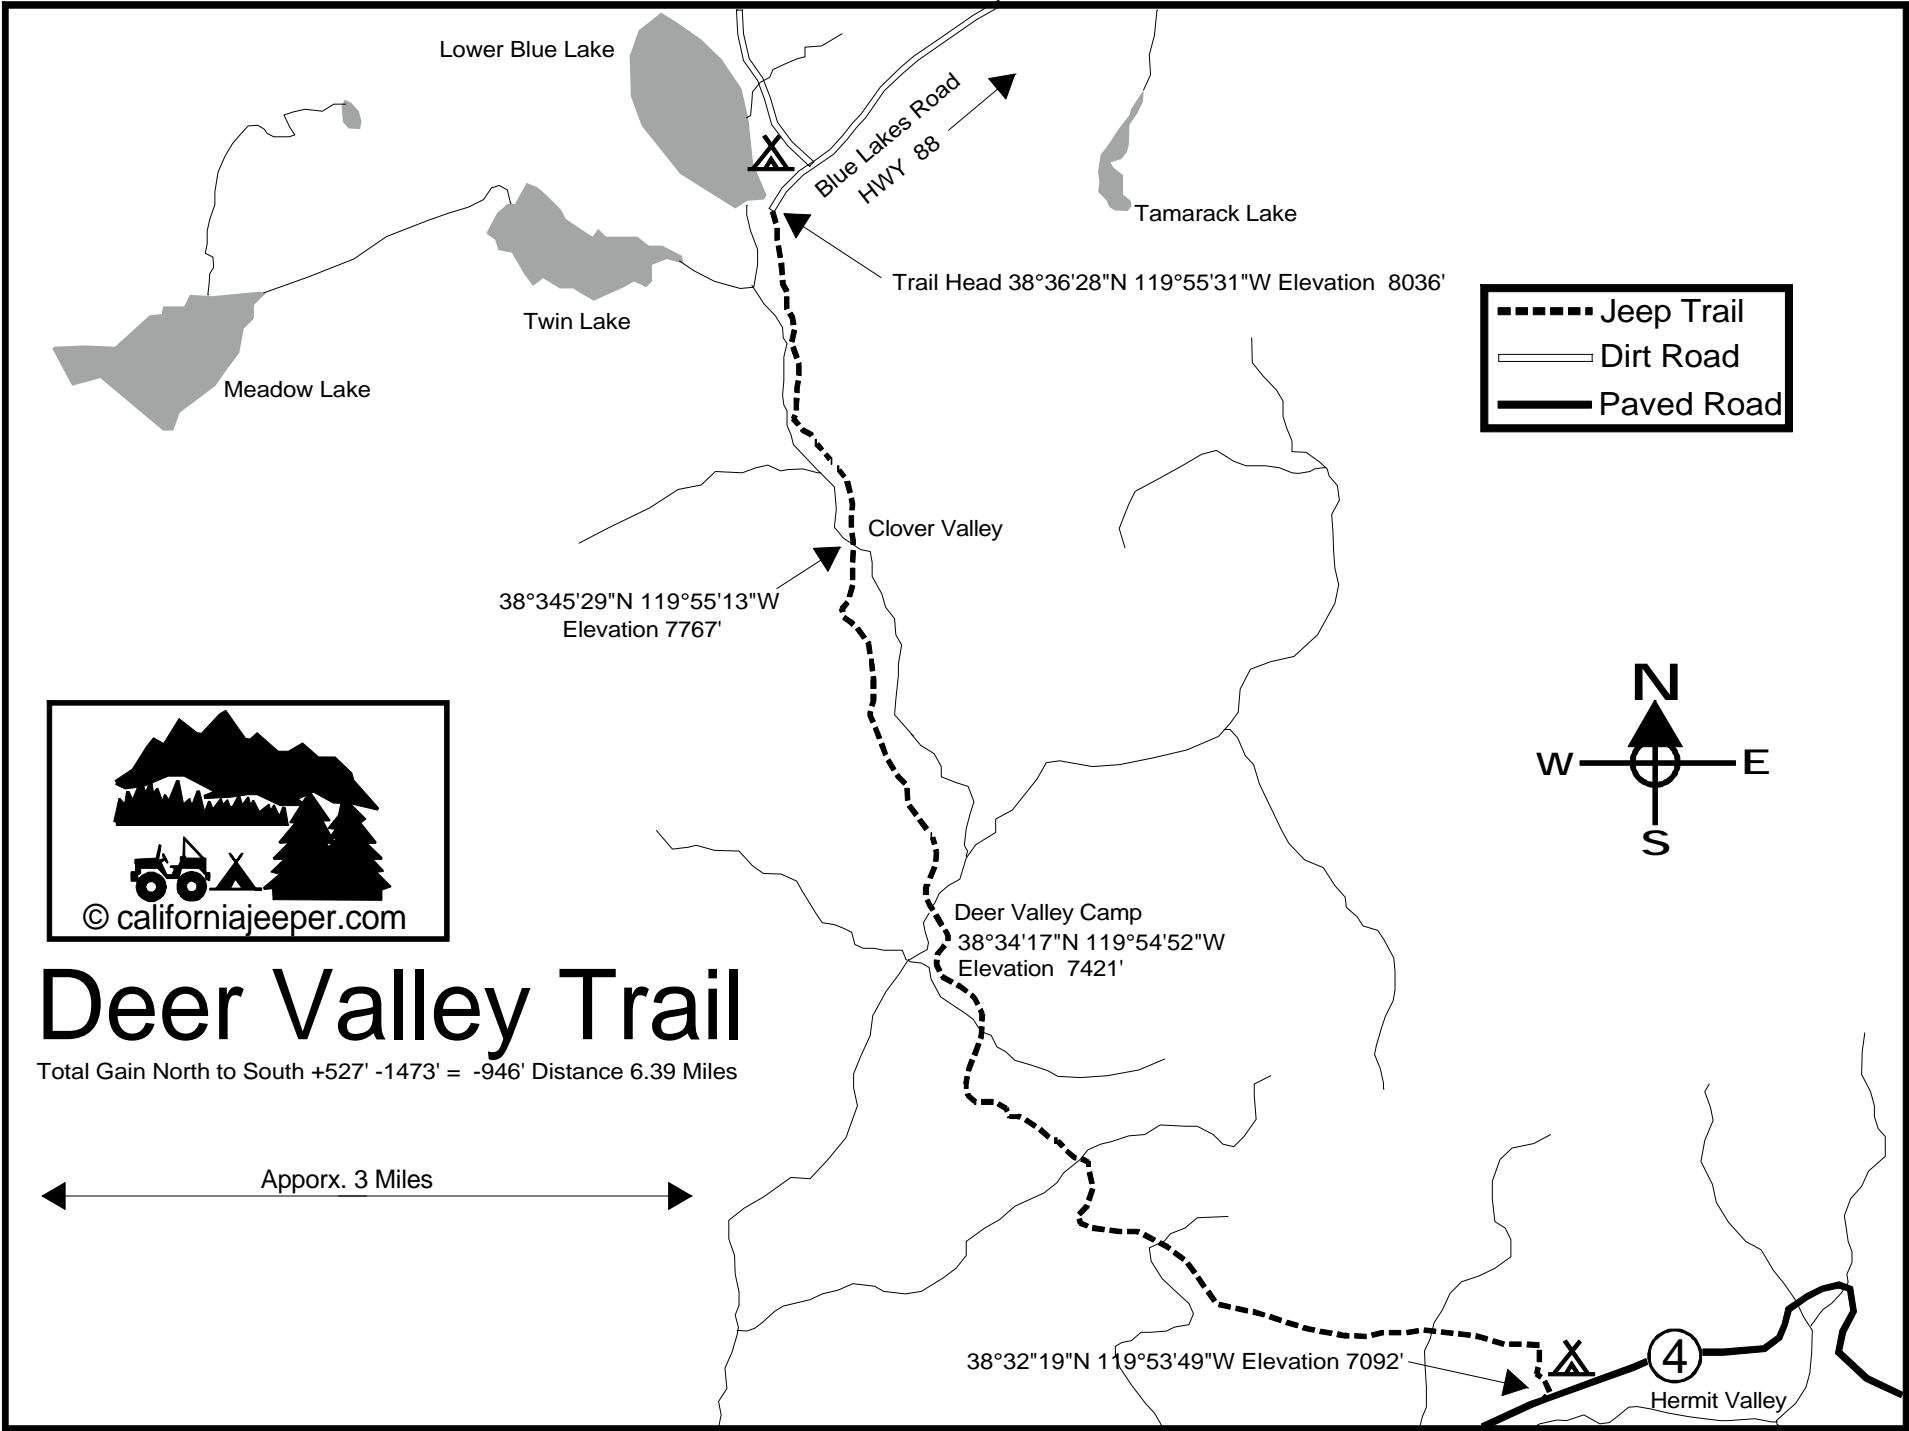 Lower Blue Lake
Blue Lakes Road
HWY 88
Tamarack Lake
Trail Head 38°36'28"N 119°55'31"W Elevation 8036'
Twin Lake
Meadow Lake
Jeep Trail
Dirt Road
Paved Road
Clover Valley
38°345'29"N 119°55'13"W
Elevation 7767'
N
W
E
S
© californiajeeper.com
Deer Valley Camp
38°34'17"N 119°54'52"W
Elevation 7421'
Deer Valley Trail
Total Gain North to South +527' -1473' = -946' Distance 6.39 Miles
Apporx. 3 Miles
38°32"19"N 119°53'49"W Elevation 7092'
4
Hermit Valley